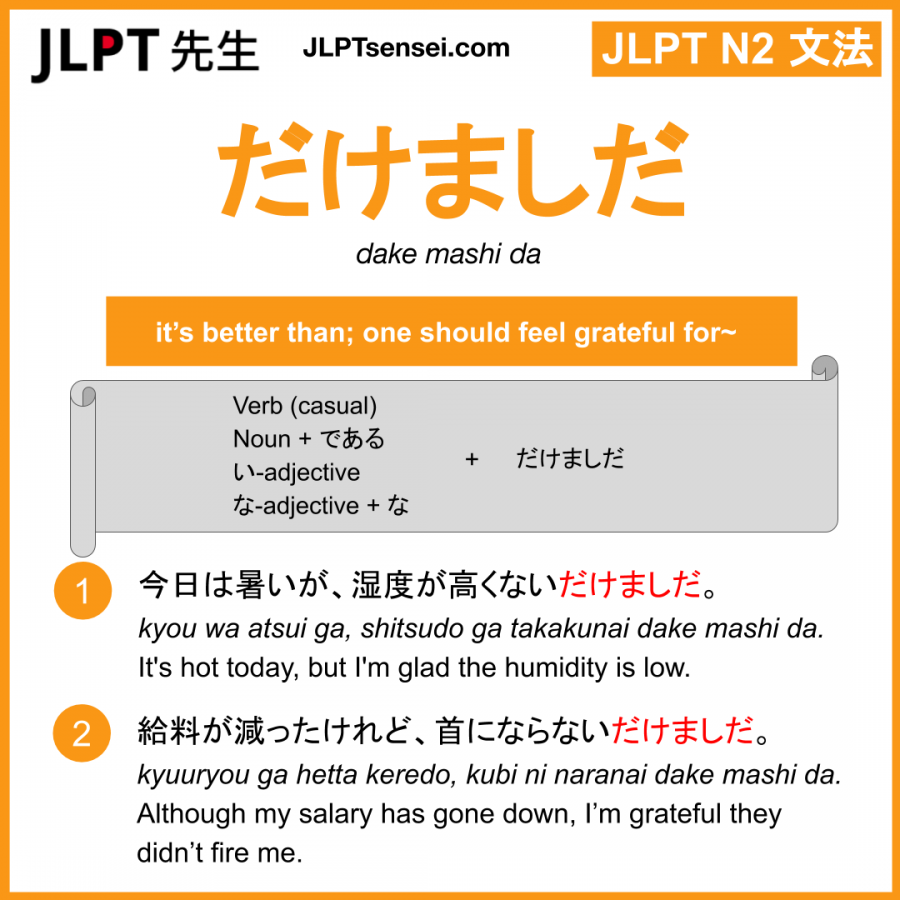 JLPT 先生
JLPTsensei.com
JLPT N2 文法
だけましだ
dake mashi da
it’s better than; one should feel grateful for~
Verb (casual)
Noun + である
い-adjective
な-adjective + な
+ だけましだ
1 今日は暑いが、湿度が高くないだけましだ。
kyou wa atsui ga, shitsudo ga takakunai dake mashi da.
It's hot today, but I'm glad the humidity is low.
2 給料が減ったけれど、首にならないだけましだ。
kyuuryou ga hetta keredo, kubi ni naranai dake mashi da.
Although my salary has gone down, I’m grateful they
didn’t fire me.